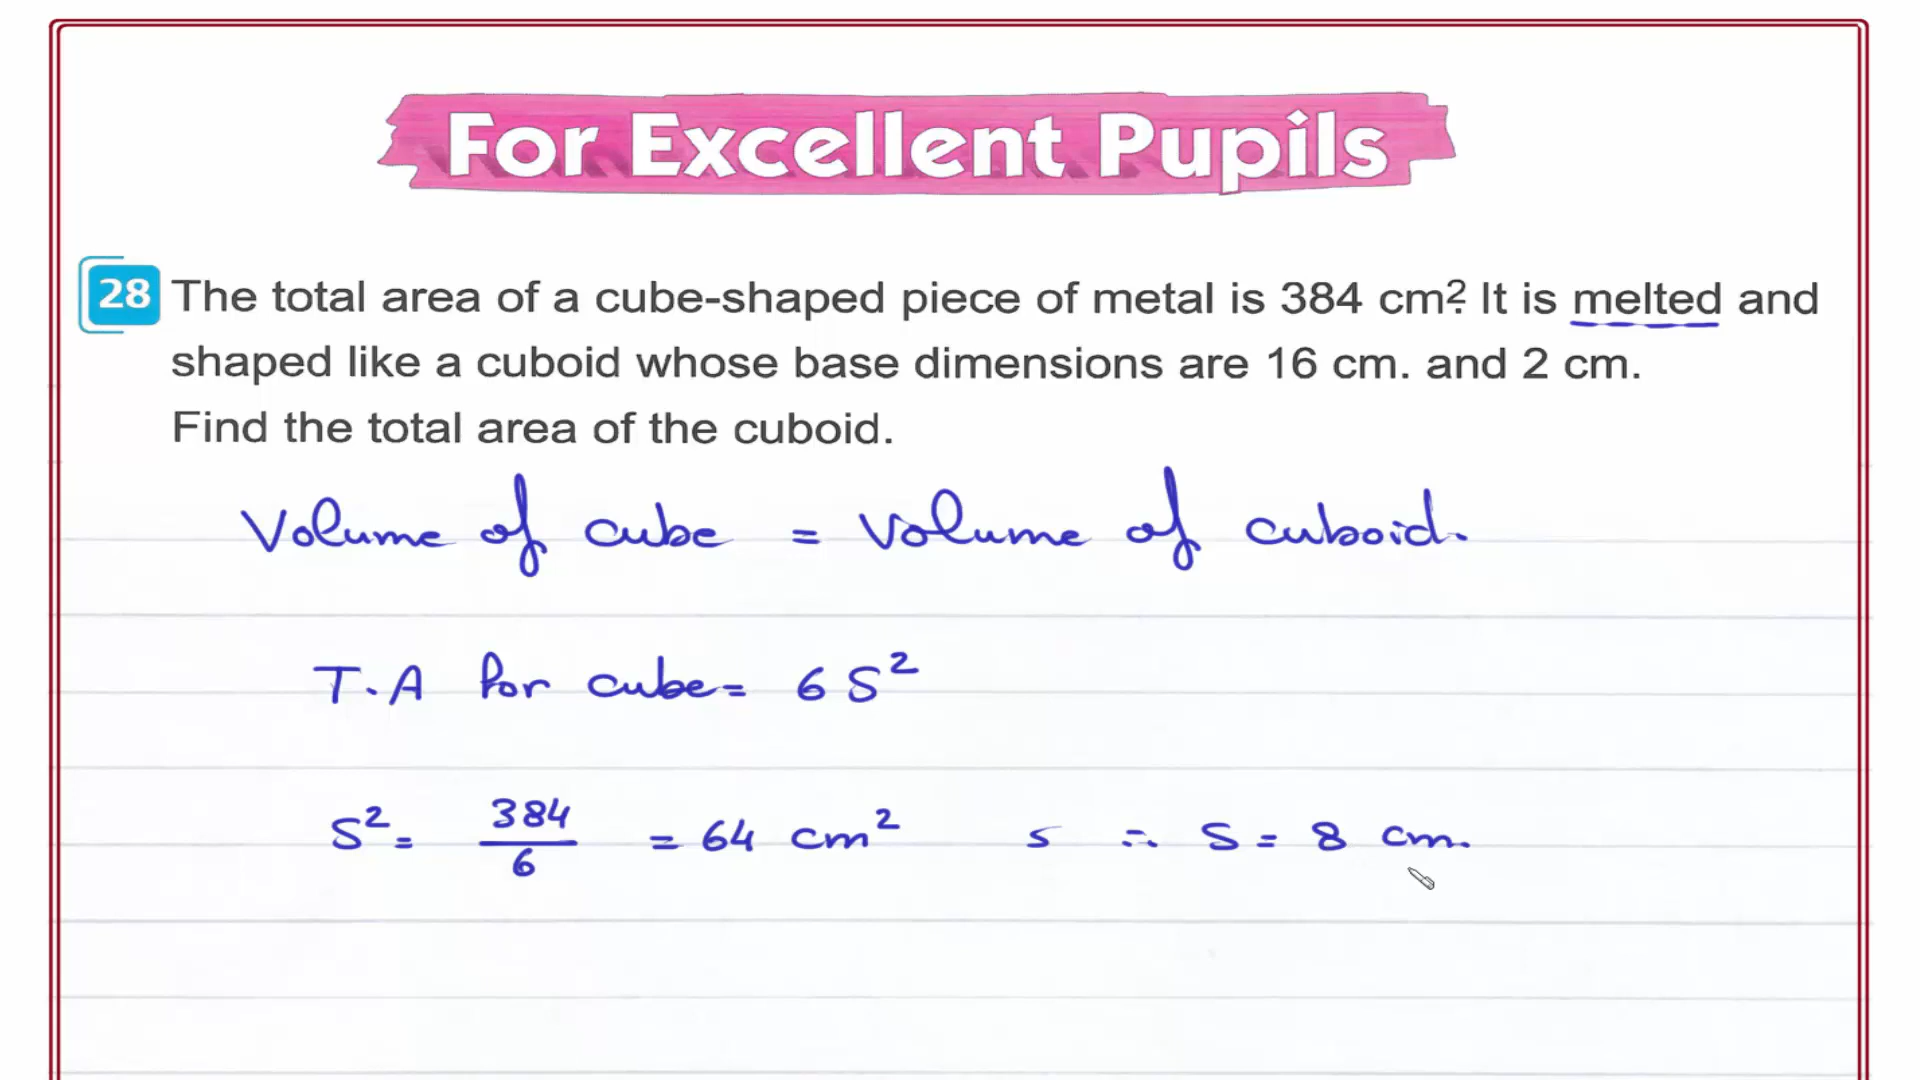 For Excellent Pupils
28 The total area of a cube-shaped piece of metal is 384 cm². It is melted and
shaped like a cuboid whose base dimensions are 16 cm. and 2 cm.
Find the total area of the cuboid.
Volume of cube = Volume of cuboid.
T.A for cube = 6 S²
S² = 384/6 = 64 cm² s ∴ S = 8 cm.